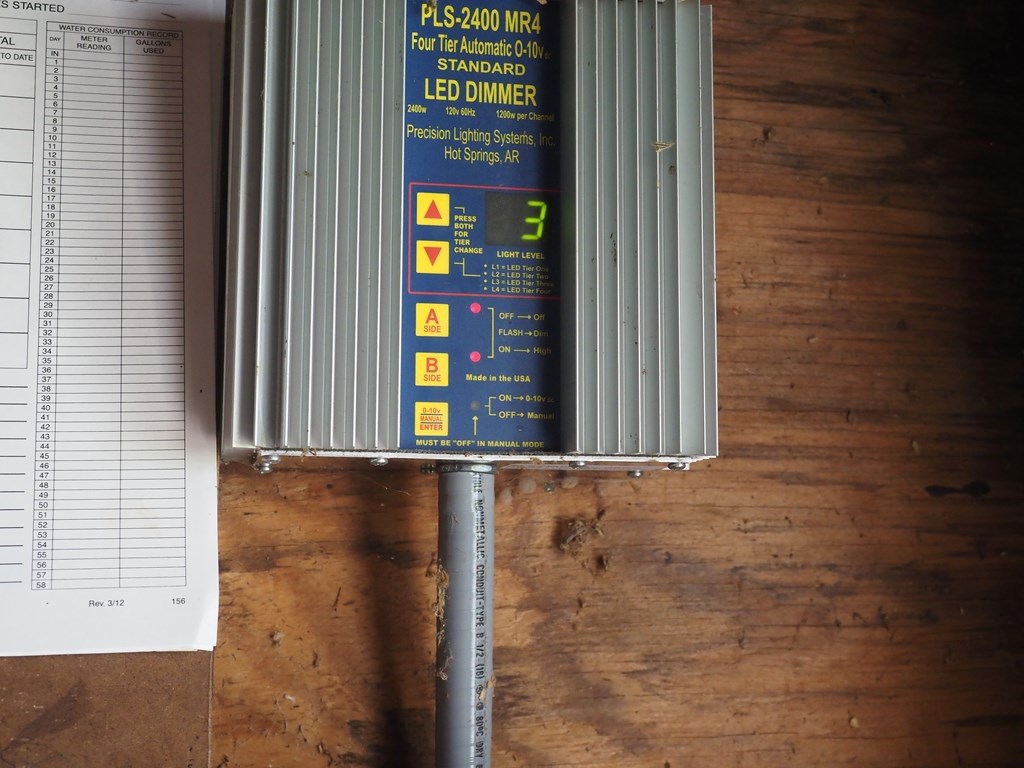 S STARTED
TAL
TO DATE
WATER CONSUMPTION RECORD
DAY METER READING GALLONS USED
IN
1
2
3
4
5
6
7
8
9
10
11
12
13
14
15
16
17
18
19
20
21
22
23
24
25
26
27
28
29
30
31
32
33
34
35
36
37
38
39
40
41
42
43
44
45
46
47
48
49
50
51
52
53
54
55
56
57
58
Rev. 3/12 156
PLS-2400 MR4
Four Tier Automatic 0-10v
STANDARD
LED DIMMER
2400w 120v 60Hz 1200w per Channel
Precision Lighting Systems, Inc.
Hot Springs, AR
PRESS
BOTH
FOR
TIER
CHANGE
3
LIGHT LEVEL
L1 = LED Tier One
L2 = LED Tier Two
L3 = LED Tier Three
L4 = LED Tier Four
A
SIDE
OFF → Off
FLASH → Dim
ON → High
B
SIDE
Made in the USA
0-10v
MANUAL
ENTER
ON → 0-10v
OFF → Manual
MUST BE "OFF" IN MANUAL MODE
NONMETALLIC CONDUIT-TYPE B 1/2 (16)
DRY